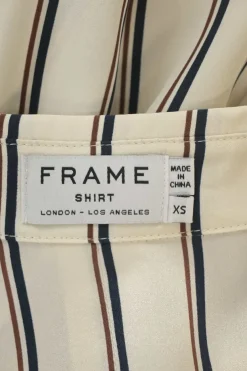 FRAME
SHIRT
LONDON - LOS ANGELES
MADE IN
CHINA
XS